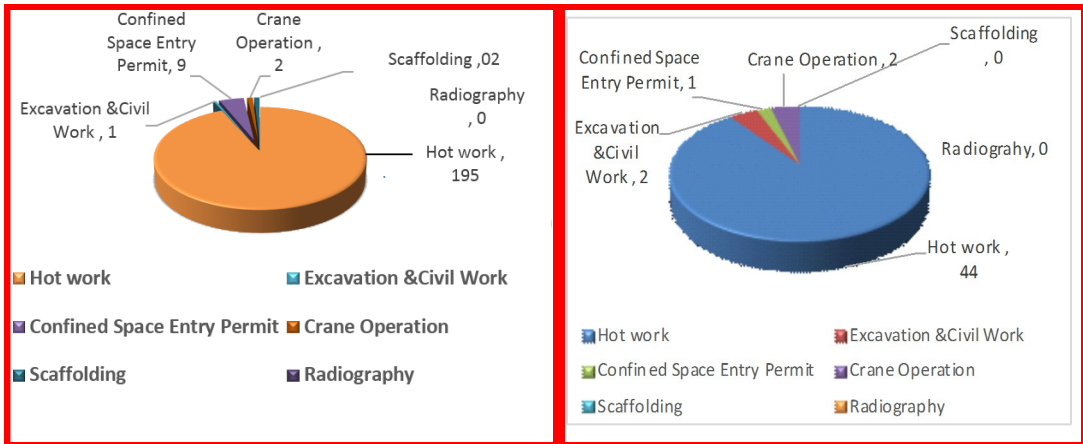 Confined
Space Entry
Permit, 9
Crane
Operation ,
2
Scaffolding ,02
Radiography
, 0
Excavation &Civil
Work , 1
Hot work ,
195
Hot work
Excavation &Civil Work
Confined Space Entry Permit
Crane Operation
Scaffolding
Radiography
Scaffolding
, 0
Confined Space
Entry Permit, 1
Crane Operation , 2
Excavation
&Civil
Work , 2
Radiograhy, 0
Hot work ,
44
Hot work
Excavation &Civil Work
Confined Space Entry Permit
Crane Operation
Scaffolding
Radiography